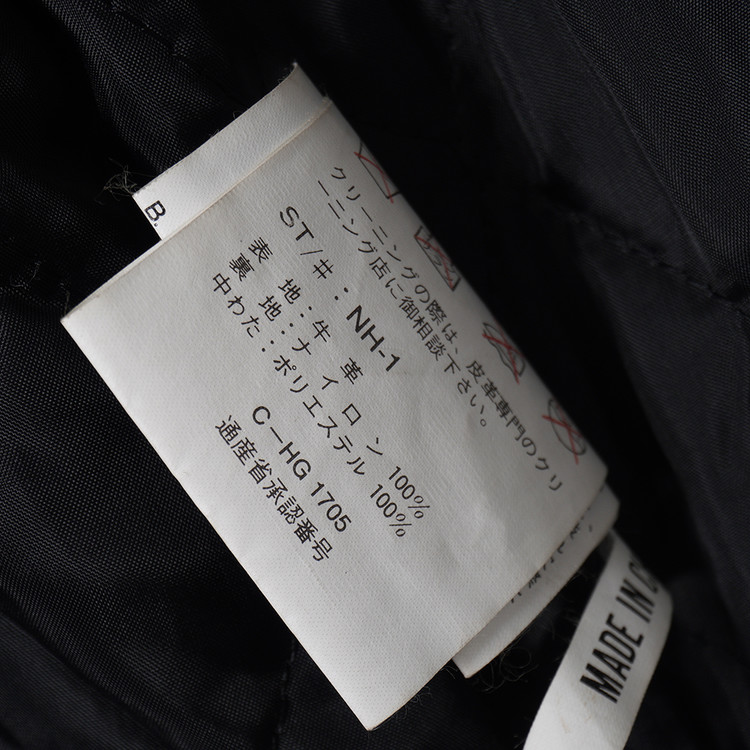 クリーニングの際は、皮革専門のクリ
ーニング店に御相談下さい。
ST/#:NH-1
表 地:牛 革
裏 地:ナイロン 100%
中わた:ポリエステル 100%
C-HG 1705
通産省承認番号
B.
MADE IN C